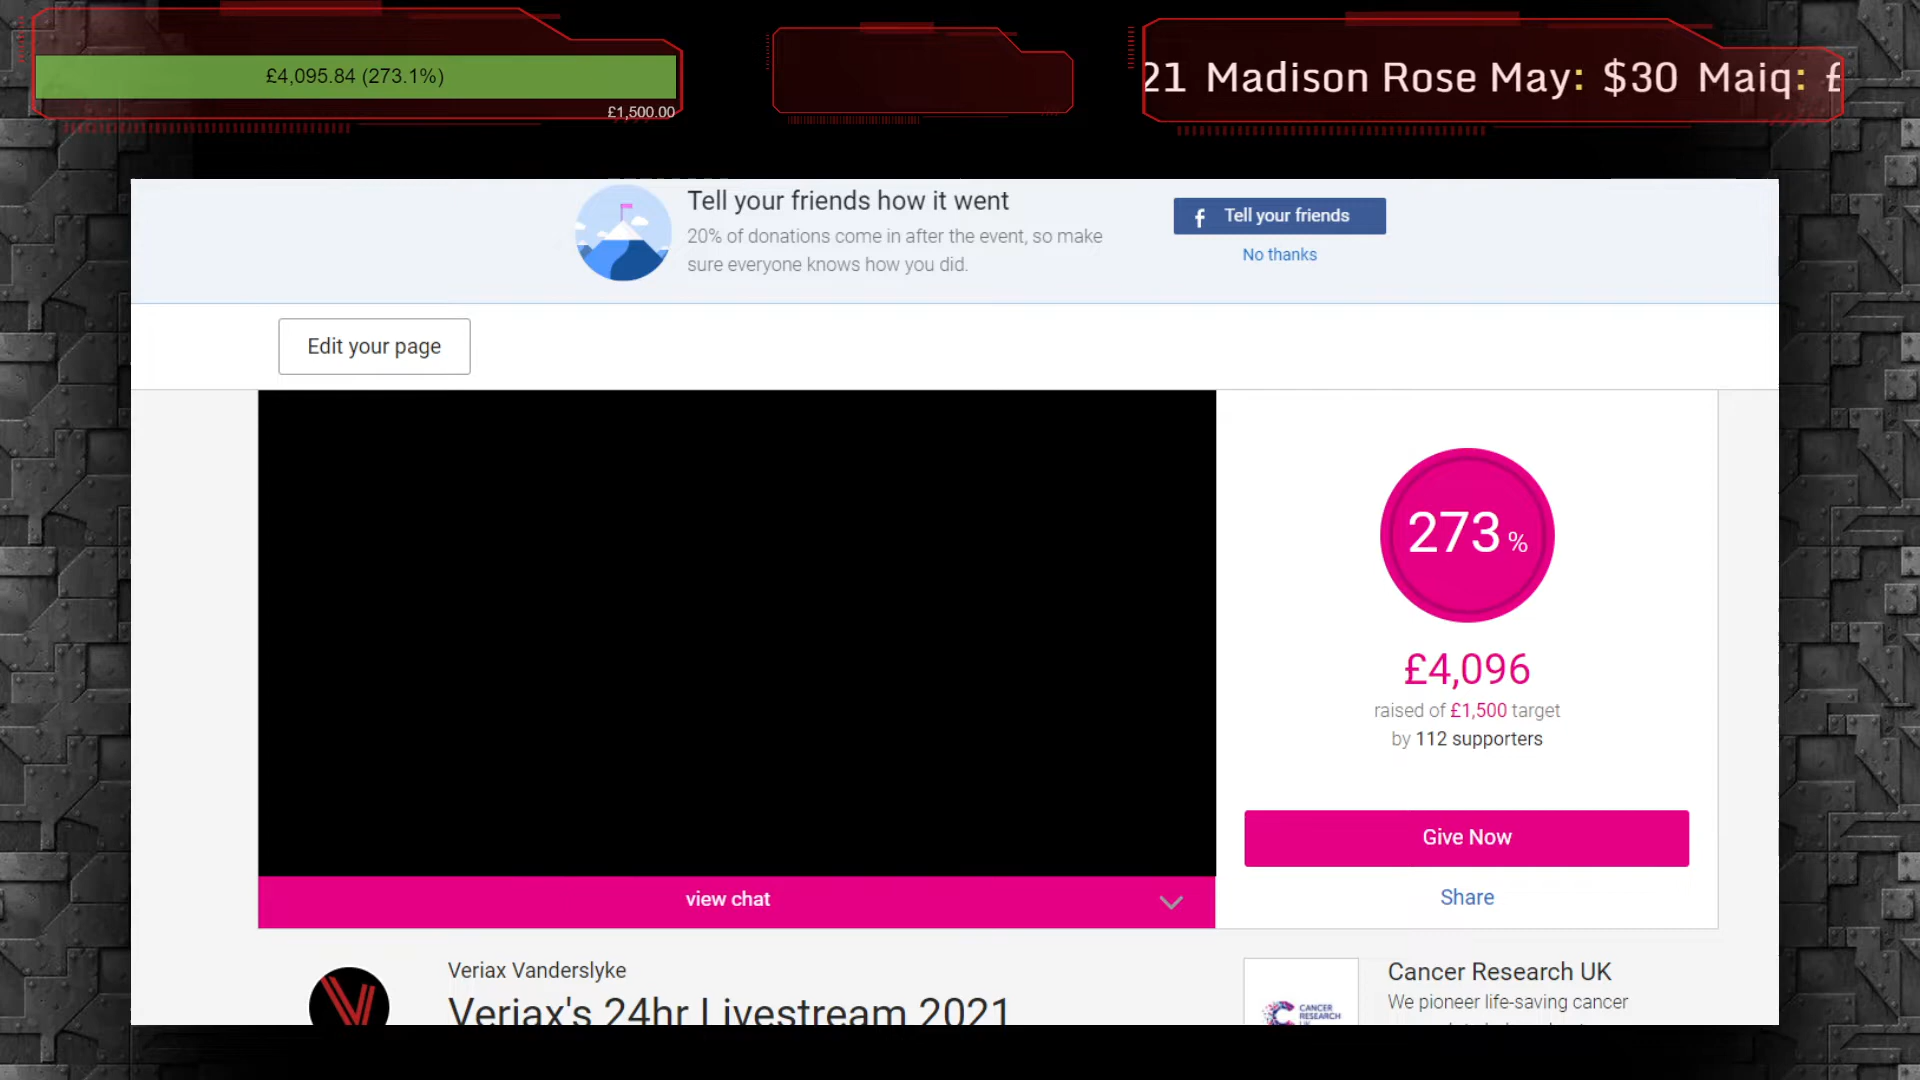 £4,095.84 (273.1%)
£1,500.00
21 Madison Rose May: $30 Maiq: £
Tell your friends how it went
20% of donations come in after the event, so make
sure everyone knows how you did.
f Tell your friends
No thanks
Edit your page
273 %
£4,096
raised of £1,500 target
by 112 supporters
Give Now
Share
view chat
Veriax Vanderslyke
Veriax's 24hr Livestream 2021
Cancer Research UK
We pioneer life-saving cancer
CANCER
RESEARCH
UK